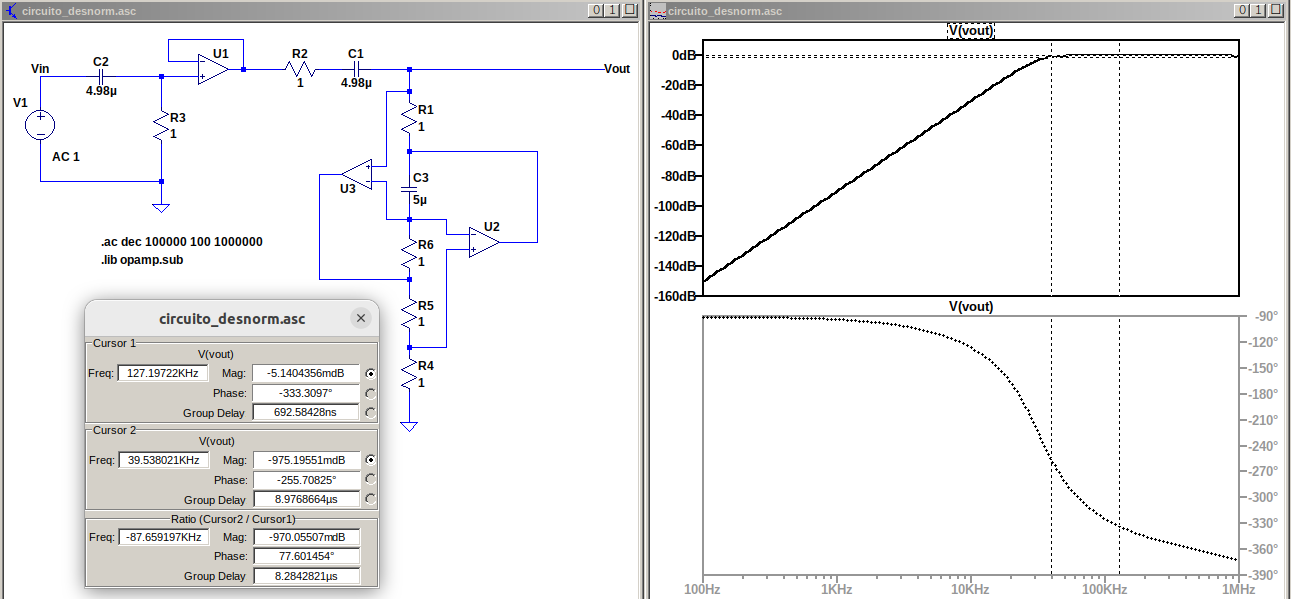 circuito_desnorm.asc
Vin
C2
4.98µ
U1
R2
1
C1
4.98µ
Vout
V1
R3
1
AC 1
R1
1
U3
C3
5µ
U2
R6
1
R5
1
R4
1
.ac dec 100000 100 1000000
.lib opamp.sub
circuito_desnorm.asc
Cursor 1
V(vout)
Freq: 127.19722KHz Mag: -5.1404356mdB
Phase: -333.3097°
Group Delay 692.58428ns
Cursor 2
V(vout)
Freq: 39.538021KHz Mag: -975.19551mdB
Phase: -255.70825°
Group Delay 8.9768664µs
Ratio (Cursor2 / Cursor1)
Freq: -87.659197KHz Mag: -970.05507mdB
Phase: 77.601454°
Group Delay 8.2842821µs
circuito_desnorm.asc
V(vout)
0dB
-20dB
-40dB
-60dB
-80dB
-100dB
-120dB
-140dB
-160dB
V(vout)
-90°
-120°
-150°
-180°
-210°
-240°
-270°
-300°
-330°
-360°
-390°
100Hz 1KHz 10KHz 100KHz 1MHz